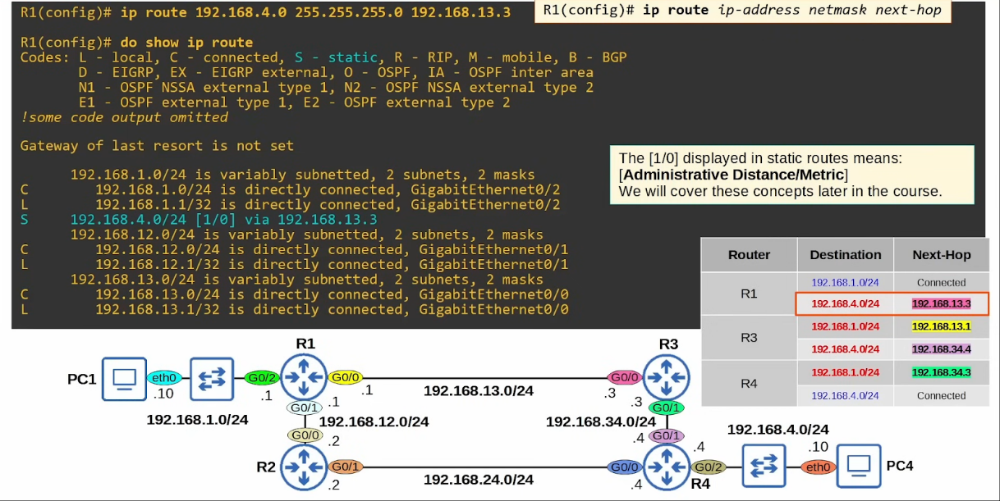 R1(config)# ip route 192.168.4.0 255.255.255.0 192.168.13.3
R1(config)# ip route ip-address netmask next-hop
R1(config)# do show ip route
Codes: L - local, C - connected, S - static, R - RIP, M - mobile, B - BGP
D - EIGRP, EX - EIGRP external, O - OSPF, IA - OSPF inter area
N1 - OSPF NSSA external type 1, N2 - OSPF NSSA external type 2
E1 - OSPF external type 1, E2 - OSPF external type 2
!some code output omitted
Gateway of last resort is not set
192.168.1.0/24 is variably subnetted, 2 subnets, 2 masks
C 192.168.1.0/24 is directly connected, GigabitEthernet0/2
L 192.168.1.1/32 is directly connected, GigabitEthernet0/2
S 192.168.4.0/24 [1/0] via 192.168.13.3
192.168.12.0/24 is variably subnetted, 2 subnets, 2 masks
C 192.168.12.0/24 is directly connected, GigabitEthernet0/1
L 192.168.12.1/32 is directly connected, GigabitEthernet0/1
192.168.13.0/24 is variably subnetted, 2 subnets, 2 masks
C 192.168.13.0/24 is directly connected, GigabitEthernet0/0
L 192.168.13.1/32 is directly connected, GigabitEthernet0/0
The [1/0] displayed in static routes means:
[Administrative Distance/Metric]
We will cover these concepts later in the course.
Router Destination Next-Hop
R1
192.168.1.0/24 Connected
192.168.4.0/24 192.168.13.3
R3
192.168.1.0/24 192.168.13.1
192.168.4.0/24 192.168.34.4
R4
192.168.1.0/24 192.168.34.3
192.168.4.0/24 Connected
R1
R3
PC1
eth0
.10
G0/2
.1
G0/0
.1
192.168.13.0/24
G0/0
.3
192.168.1.0/24
G0/1
.1
192.168.12.0/24
G0/0
.2
.3
G0/1
192.168.34.0/24
G0/1
.4
192.168.4.0/24
R2
G0/1
.2
192.168.24.0/24
G0/0
.4
R4
G0/2
.4
.10
eth0
PC4